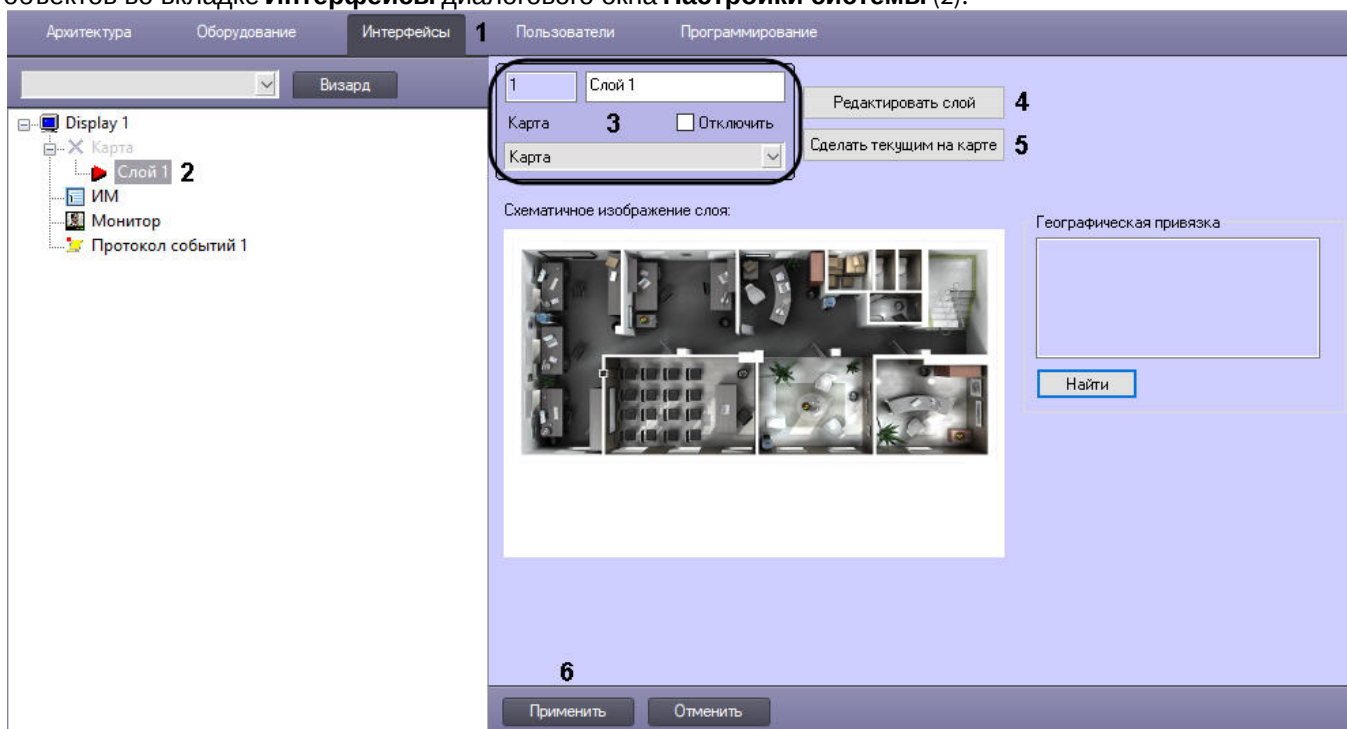 объектов во вкладке Интерфейсы диалогового окна Настройки системы (2).
Архитектура Оборудование Интерфейсы 1 Пользователи Программирование
Визард
Display 1
Карта
Слой 1 2
ИМ
Монитор
Протокол событий 1
1 Слой 1
Карта 3 Отключить
Карта
Редактировать слой 4
Сделать текущим на карте 5
Схематичное изображение слоя:
Географическая привязка
Найти
6
Применить Отменить